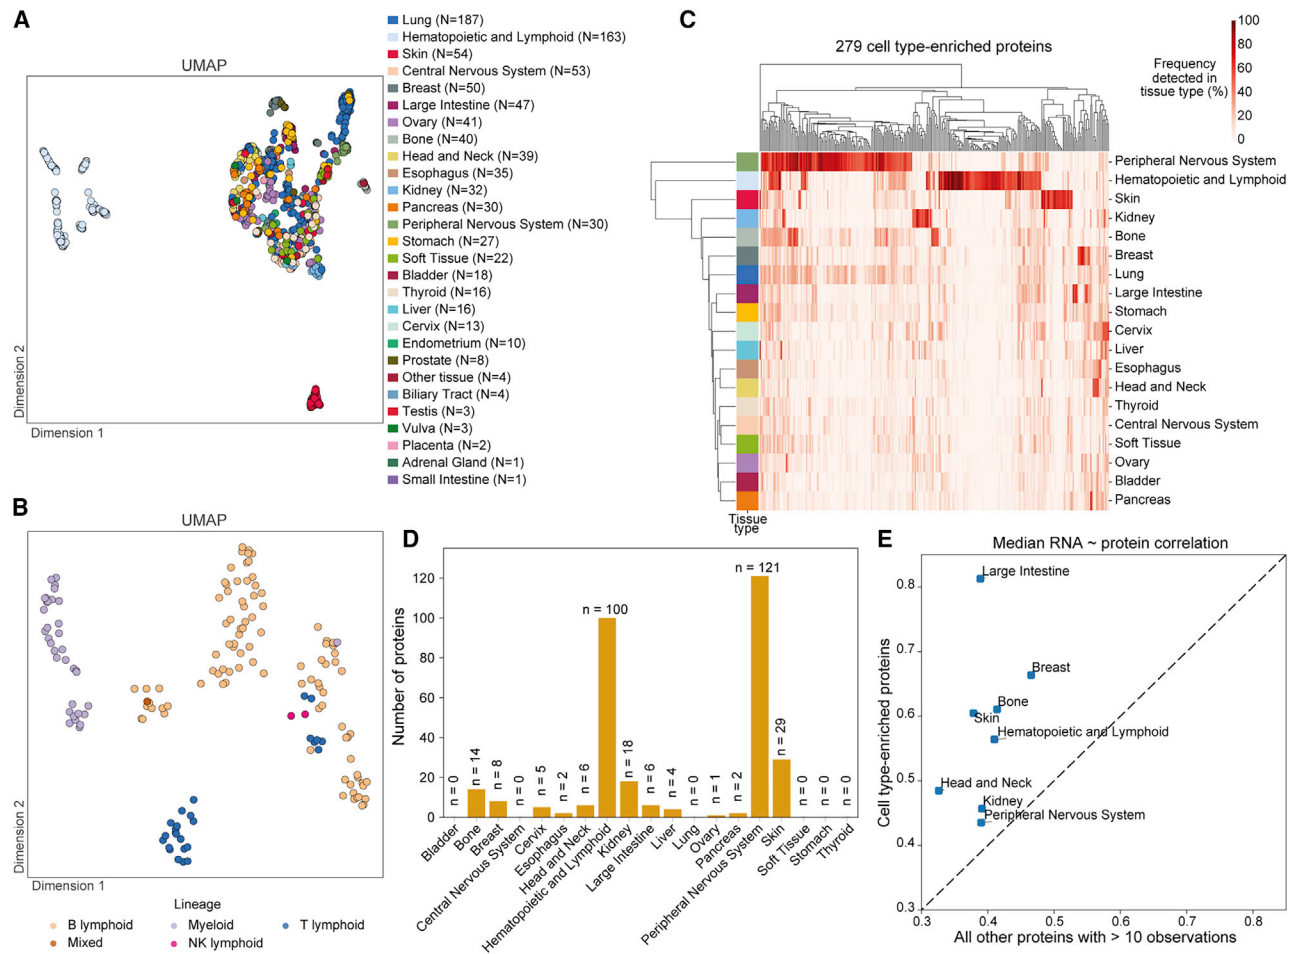 A
UMAP
Dimension 2
Dimension 1
Lung (N=187)
Hematopoietic and Lymphoid (N=163)
Skin (N=54)
Central Nervous System (N=53)
Breast (N=50)
Large Intestine (N=47)
Ovary (N=41)
Bone (N=40)
Head and Neck (N=39)
Esophagus (N=35)
Kidney (N=32)
Pancreas (N=30)
Peripheral Nervous System (N=30)
Stomach (N=27)
Soft Tissue (N=22)
Bladder (N=18)
Thyroid (N=16)
Liver (N=16)
Cervix (N=13)
Endometrium (N=10)
Prostate (N=8)
Other tissue (N=4)
Biliary Tract (N=4)
Testis (N=3)
Vulva (N=3)
Placenta (N=2)
Adrenal Gland (N=1)
Small Intestine (N=1)
B
UMAP
Dimension 2
Dimension 1
Lineage
B lymphoid
Myeloid
T lymphoid
Mixed
NK lymphoid
C
279 cell type-enriched proteins
Frequency
detected in
tissue type (%)
100
80
60
40
20
0
Peripheral Nervous System
Hematopoietic and Lymphoid
Skin
Kidney
Bone
Breast
Lung
Large Intestine
Stomach
Cervix
Liver
Esophagus
Head and Neck
Thyroid
Central Nervous System
Soft Tissue
Ovary
Bladder
Pancreas
Tissue
type
D
Number of proteins
120
100
80
60
40
20
0
n = 0
n = 14
n = 8
n = 0
n = 5
n = 2
n = 6
n = 100
n = 18
n = 6
n = 4
n = 0
n = 1
n = 2
n = 121
n = 29
n = 0
n = 0
n = 0
Bladder
Bone
Breast
Central Nervous System
Cervix
Esophagus
Head and Neck
Hematopoietic and Lymphoid
Kidney
Large Intestine
Liver
Lung
Ovary
Pancreas
Peripheral Nervous System
Skin
Soft Tissue
Stomach
Thyroid
E
Median RNA ~ protein correlation
Cell type-enriched proteins
0.8
0.7
0.6
0.5
0.4
0.3
Large Intestine
Breast
Bone
Skin
Hematopoietic and Lymphoid
Head and Neck
Kidney
Peripheral Nervous System
0.3
0.4
0.5
0.6
0.7
0.8
All other proteins with > 10 observations